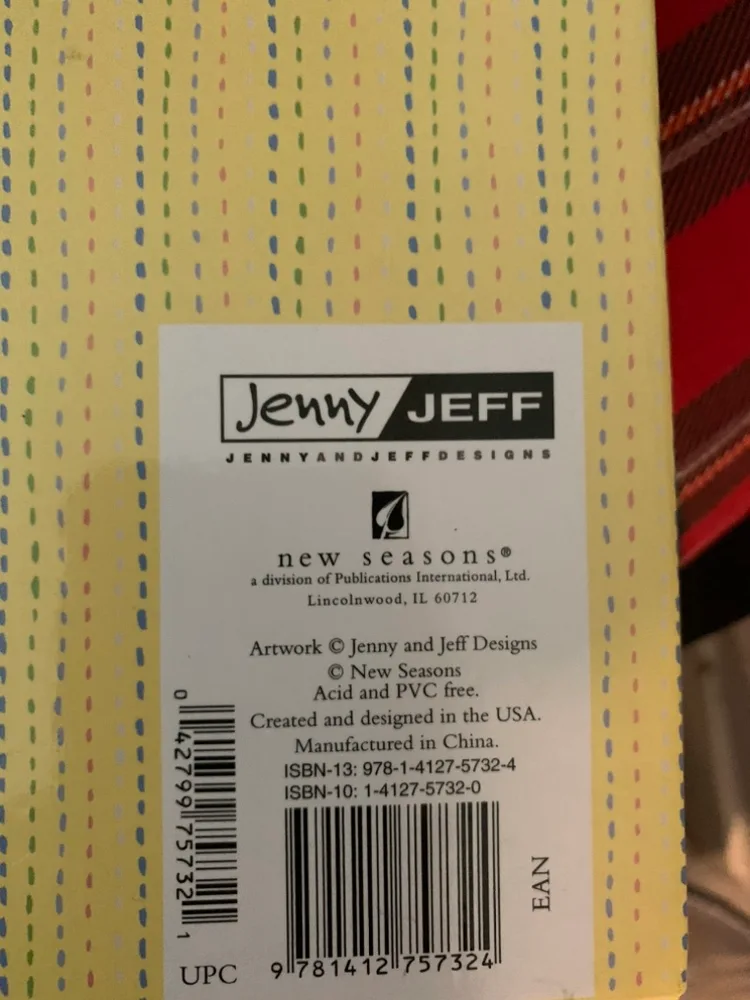 Jenny JEFF
JENNYANDJEFFDESIGNS
new seasons®
a division of Publications International, Ltd.
Lincolnwood, IL 60712
Artwork © Jenny and Jeff Designs
© New Seasons
Acid and PVC free.
Created and designed in the USA.
Manufactured in China.
ISBN-13: 978-1-4127-5732-4
ISBN-10: 1-4127-5732-0
0 42799 75732 1
UPC
9 781412 757324
EAN